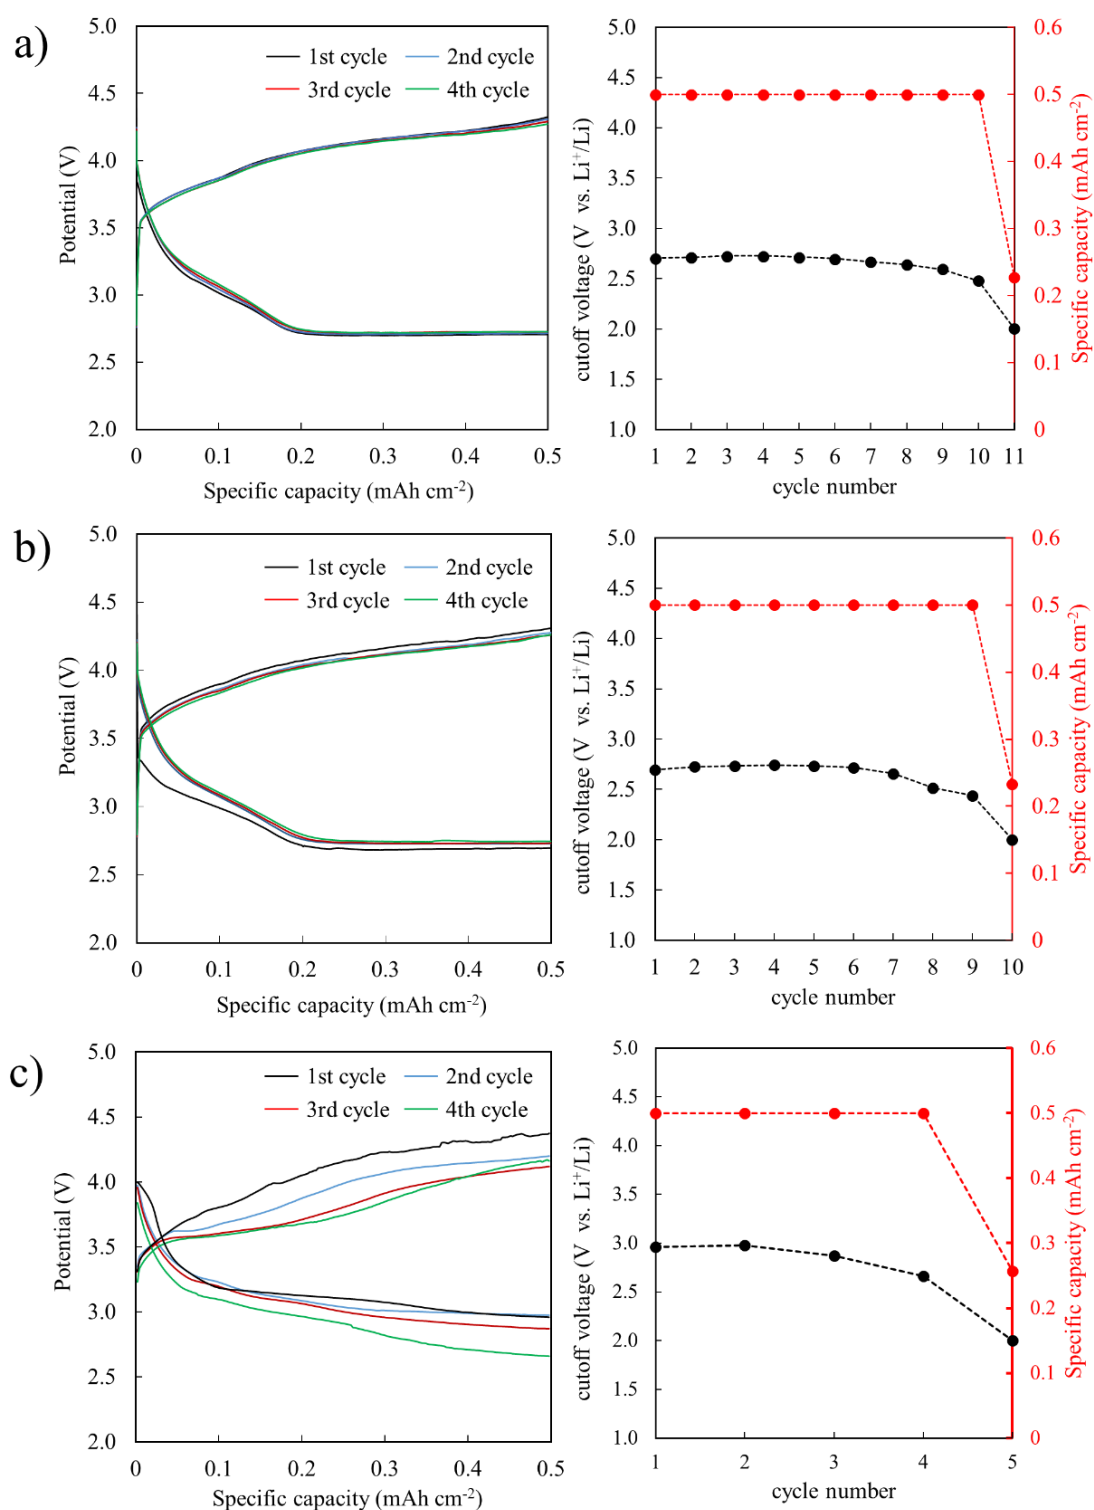 a)
5.0
4.5
4.0
3.5
3.0
2.5
2.0
Potential (V)
1st cycle 2nd cycle
3rd cycle 4th cycle
0 0.1 0.2 0.3 0.4 0.5
Specific capacity (mAh cm-2)
5.0
4.5
4.0
3.5
3.0
2.5
2.0
1.5
1.0
cutoff voltage (V vs. Li+/Li)
0.6
0.5
0.4
0.3
0.2
0.1
0
Specific capacity (mAh cm-2)
1 2 3 4 5 6 7 8 9 10 11
cycle number
b)
5.0
4.5
4.0
3.5
3.0
2.5
2.0
Potential (V)
1st cycle 2nd cycle
3rd cycle 4th cycle
0 0.1 0.2 0.3 0.4 0.5
Specific capacity (mAh cm-2)
5.0
4.5
4.0
3.5
3.0
2.5
2.0
1.5
1.0
cutoff voltage (V vs. Li+/Li)
0.6
0.5
0.4
0.3
0.2
0.1
0
Specific capacity (mAh cm-2)
1 2 3 4 5 6 7 8 9 10
cycle number
c)
5.0
4.5
4.0
3.5
3.0
2.5
2.0
Potential (V)
1st cycle 2nd cycle
3rd cycle 4th cycle
0 0.1 0.2 0.3 0.4 0.5
Specific capacity (mAh cm-2)
5.0
4.5
4.0
3.5
3.0
2.5
2.0
1.5
1.0
cutoff voltage (V vs. Li+/Li)
0.6
0.5
0.4
0.3
0.2
0.1
0
Specific capacity (mAh cm-2)
1 2 3 4 5
cycle number